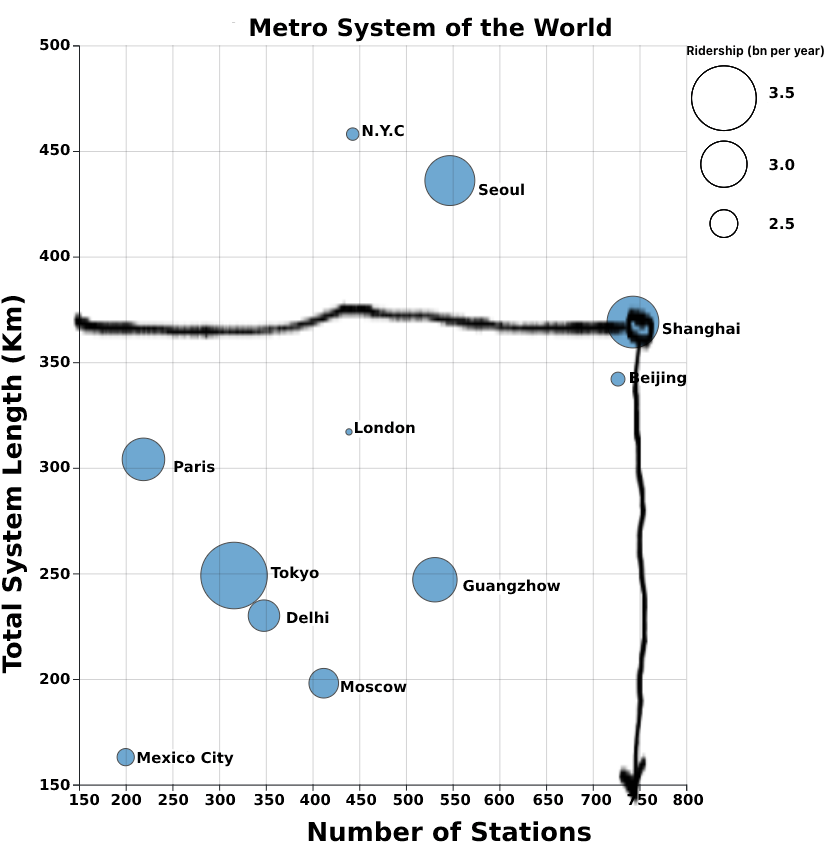 Metro System of the World
Ridership (bn per year)
3.5
3.0
2.5
500
450
400
350
300
250
200
150
Total System Length (Km)
N.Y.C
Seoul
Shanghai
Beijing
London
Paris
Tokyo
Guangzhow
Delhi
Moscow
Mexico City
150 200 250 300 350 400 450 500 550 600 650 700 750 800
Number of Stations